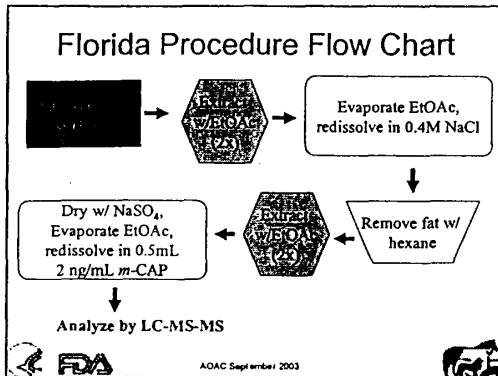 Florida Procedure Flow Chart
Extract
w/EtOAc
(2x)
Evaporate EtOAc,
redissolve in 0.4M NaCl
Remove fat w/
hexane
Extract
w/EtOAc
(2x)
Dry w/ NaSO₄,
Evaporate EtOAc,
redissolve in 0.5mL
2 ng/mL m-CAP
Analyze by LC-MS-MS
FDA
AOAC September 2003